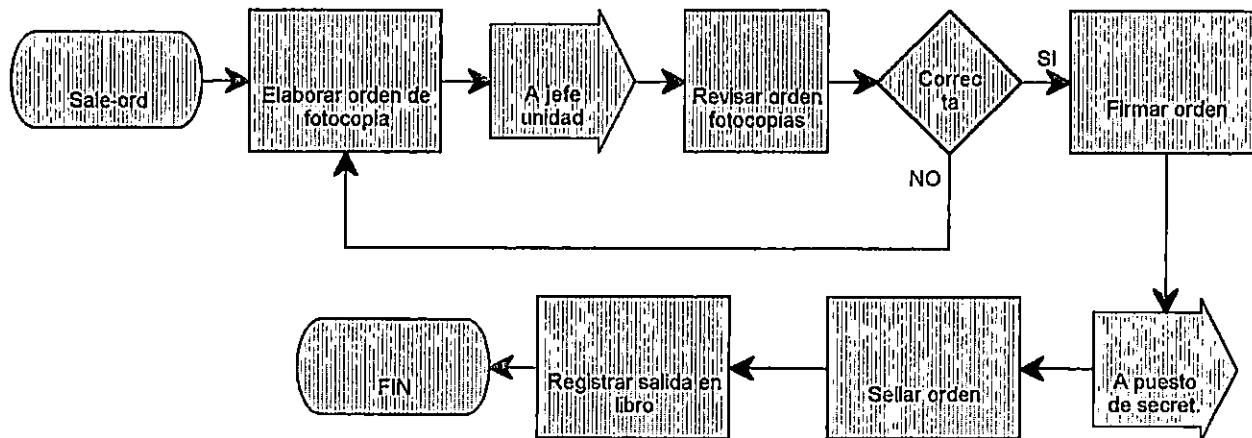 Sale-ord
Elaborar orden de
fotocopia
A jefe
unidad
Revisar orden
fotocopias
Correc
ta
SI
Firmar orden
NO
FIN
Registrar salida en
libro
Sellar orden
A puesto
de secret.